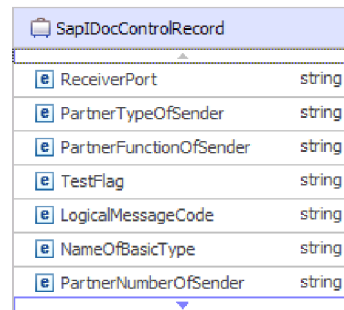 SapIDocControlRecord
ReceiverPort string
PartnerTypeOfSender string
PartnerFunctionOfSender string
TestFlag string
LogicalMessageCode string
NameOfBasicType string
PartnerNumberOfSender string